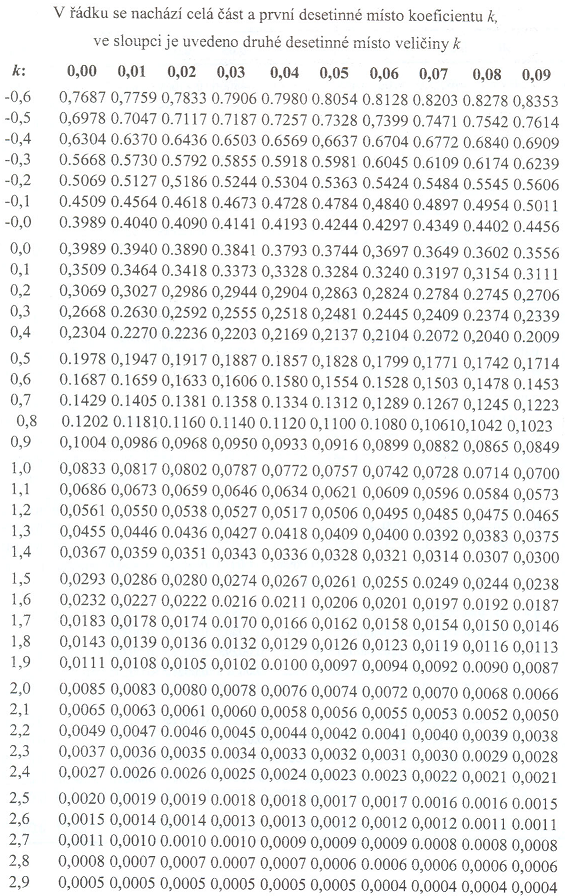 V řádku se nachází celá část a první desetinné místo koeficientu k,
ve sloupci je uvedeno druhé desetinné místo veličiny k
k: 0,00 0,01 0,02 0,03 0,04 0,05 0,06 0,07 0,08 0,09
-0,6 0,7687 0,7759 0,7833 0.7906 0.7980 0.8054 0.8128 0.8203 0.8278 0,8353
-0,5 0,6978 0.7047 0.7117 0.7187 0.7257 0.7328 0,7399 0.7471 0.7542 0.7614
-0,4 0,6304 0.6370 0.6436 0.6503 0.6569 0,6637 0.6704 0.6772 0.6840 0.6909
-0,3 0.5668 0.5730 0.5792 0.5855 0.5918 0.5981 0.6045 0.6109 0.6174 0.6239
-0,2 0.5069 0.5127 0,5186 0.5244 0.5304 0.5363 0.5424 0.5484 0.5545 0.5606
-0,1 0.4509 0.4564 0.4618 0.4673 0.4728 0.4784 0,4840 0.4897 0.4954 0.5011
-0,0 0.3989 0.4040 0.4090 0.4141 0.4193 0.4244 0.4297 0.4349 0.4402 0.4456
0,0 0,3989 0.3940 0.3890 0.3841 0.3793 0.3744 0,3697 0.3649 0.3602 0.3556
0,1 0,3509 0.3464 0.3418 0.3373 0,3328 0.3284 0.3240 0.3197 0,3154 0.3111
0,2 0,3069 0,3027 0,2986 0,2944 0,2904 0,2863 0,2824 0.2784 0.2745 0,2706
0,3 0,2668 0.2630 0,2592 0,2555 0,2518 0,2481 0.2445 0,2409 0.2374 0,2339
0,4 0,2304 0.2270 0.2236 0,2203 0,2169 0,2137 0,2104 0.2072 0,2040 0.2009
0,5 0.1978 0,1947 0,1917 0,1887 0.1857 0,1828 0,1799 0,1771 0,1742 0,1714
0,6 0.1687 0.1659 0,1633 0,1606 0.1580 0,1554 0.1528 0,1503 0,1478 0.1453
0,7 0.1429 0.1405 0.1381 0.1358 0.1334 0.1312 0,1289 0.1267 0,1245 0,1223
0,8 0.1202 0.1181 0.1160 0.1140 0.1120 0,1100 0.1080 0,1061 0,1042 0,1023
0,9 0,1004 0,0986 0,0968 0,0950 0,0933 0,0916 0,0899 0,0882 0,0865 0,0849
1,0 0,0833 0,0817 0,0802 0,0787 0,0772 0,0757 0,0742 0,0728 0.0714 0,0700
1,1 0,0686 0,0673 0,0659 0,0646 0,0634 0,0621 0,0609 0,0596 0.0584 0,0573
1,2 0,0561 0,0550 0,0538 0,0527 0,0517 0,0506 0,0495 0,0485 0,0475 0.0465
1,3 0,0455 0,0446 0.0436 0,0427 0.0418 0,0409 0,0400 0.0392 0,0383 0,0375
1,4 0,0367 0,0359 0,0351 0,0343 0,0336 0,0328 0,0321 0,0314 0.0307 0,0300
1,5 0,0293 0,0286 0,0280 0,0274 0,0267 0,0261 0,0255 0.0249 0,0244 0,0238
1,6 0,0232 0,0227 0,0222 0.0216 0.0211 0,0206 0,0201 0,0197 0.0192 0.0187
1,7 0,0183 0,0178 0,0174 0.0170 0,0166 0,0162 0,0158 0,0154 0,0150 0,0146
1,8 0,0143 0,0139 0,0136 0.0132 0,0129 0,0126 0,0123 0,0119 0,0116 0,0113
1,9 0,0111 0,0108 0,0105 0,0102 0.0100 0,0097 0,0094 0,0092 0.0090 0,0087
2,0 0,0085 0,0083 0,0080 0,0078 0,0076 0,0074 0,0072 0,0070 0,0068 0.0066
2,1 0,0065 0,0063 0,0061 0,0060 0,0058 0,0056 0,0055 0,0053 0.0052 0,0050
2,2 0,0049 0,0047 0.0046 0,0045 0,0044 0,0042 0.0041 0,0040 0,0039 0,0038
2,3 0,0037 0,0036 0,0035 0.0034 0,0033 0,0032 0,0031 0,0030 0.0029 0,0028
2,4 0,0027 0.0026 0.0026 0,0025 0,0024 0,0023 0.0023 0,0022 0,0021 0,0021
2,5 0,0020 0,0019 0,0019 0.0018 0,0018 0,0017 0,0017 0.0016 0.0016 0.0015
2,6 0,0015 0,0014 0,0014 0,0013 0,0013 0,0012 0,0012 0,0012 0.0011 0.0011
2,7 0,0011 0,0010 0.0010 0.0010 0,0009 0,0009 0,0009 0.0008 0.0008 0,0008
2,8 0,0008 0,0007 0,0007 0.0007 0,0007 0,0006 0.0006 0,0006 0,0006 0,0006
2,9 0,0005 0,0005 0,0005 0,0005 0,0005 0,0005 0,0004 0,0004 0,0004 0,0004